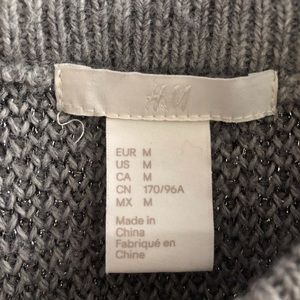 H&M
EUR M
US M
CA M
CN 170/96A
MX M
Made in
China
Fabriqué en
Chine